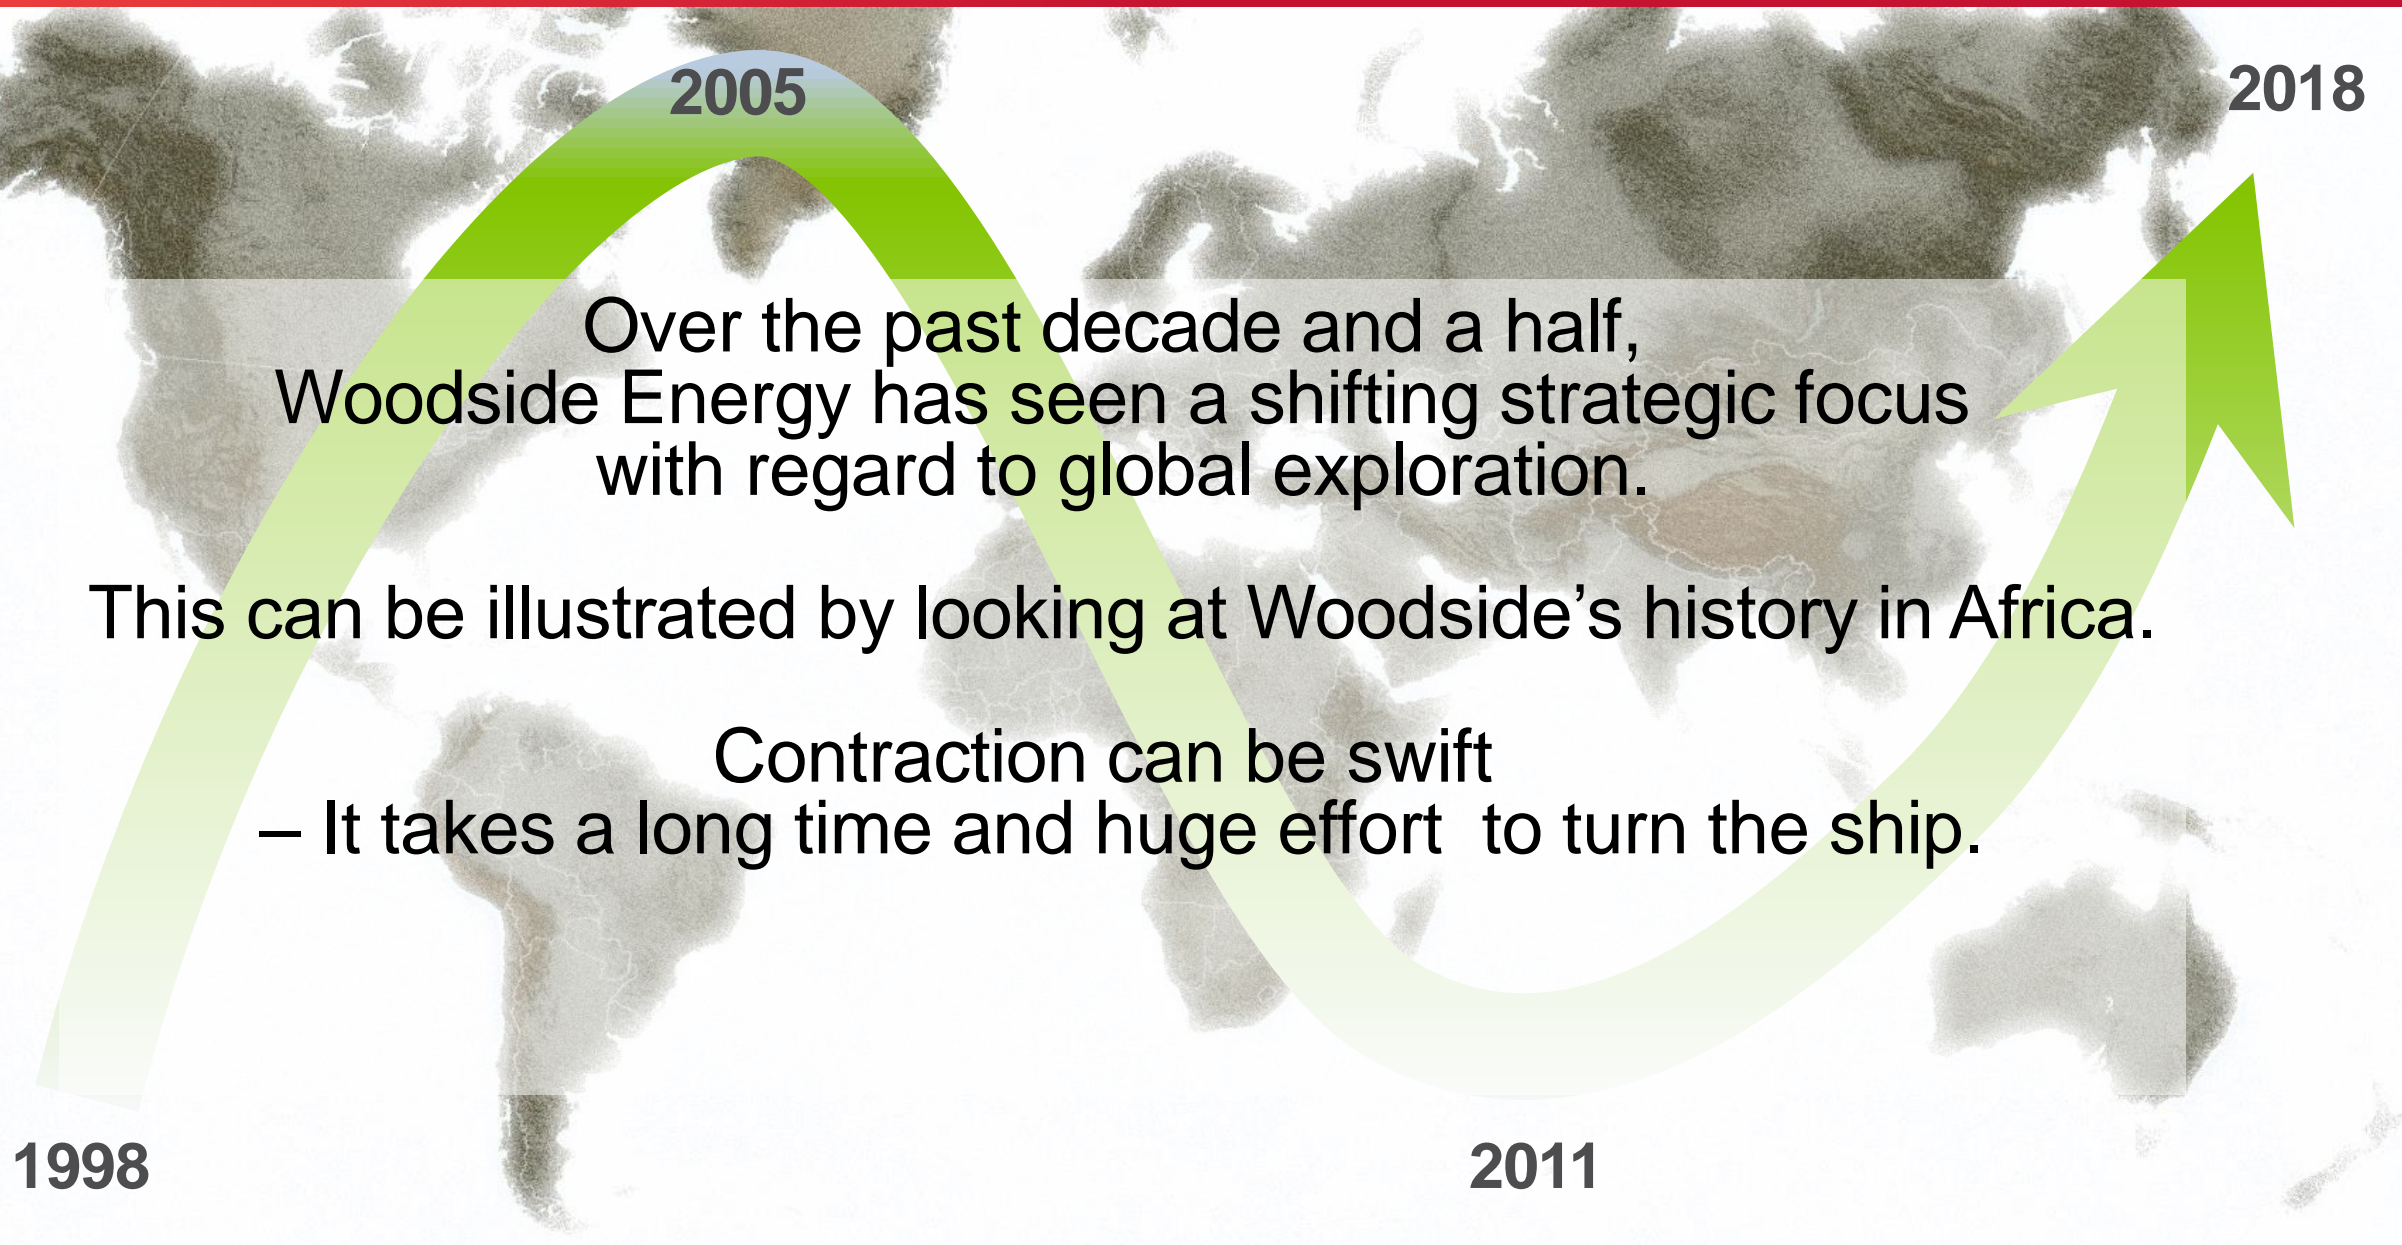 2005
2018
Over the past decade and a half,
Woodside Energy has seen a shifting strategic focus
with regard to global exploration.
This can be illustrated by looking at Woodside’s history in Africa.
Contraction can be swift
– It takes a long time and huge effort  to turn the ship.
1998
2011